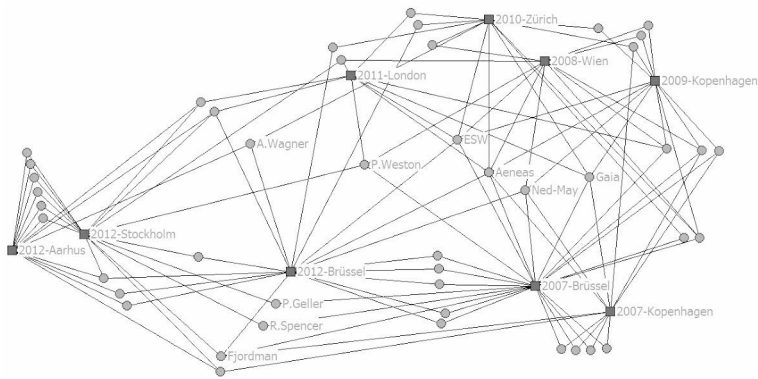 2010-Zürich
2008-Wien
2011-London
2009-Kopenhagen
ESW
A.Wagner
P.Weston
Aeneas
Gaia
Ned-May
2012-Stockholm
2012-Aarhus
2012-Brüssel
2007-Brüssel
P.Geller
2007-Kopenhagen
R.Spencer
Fjordman